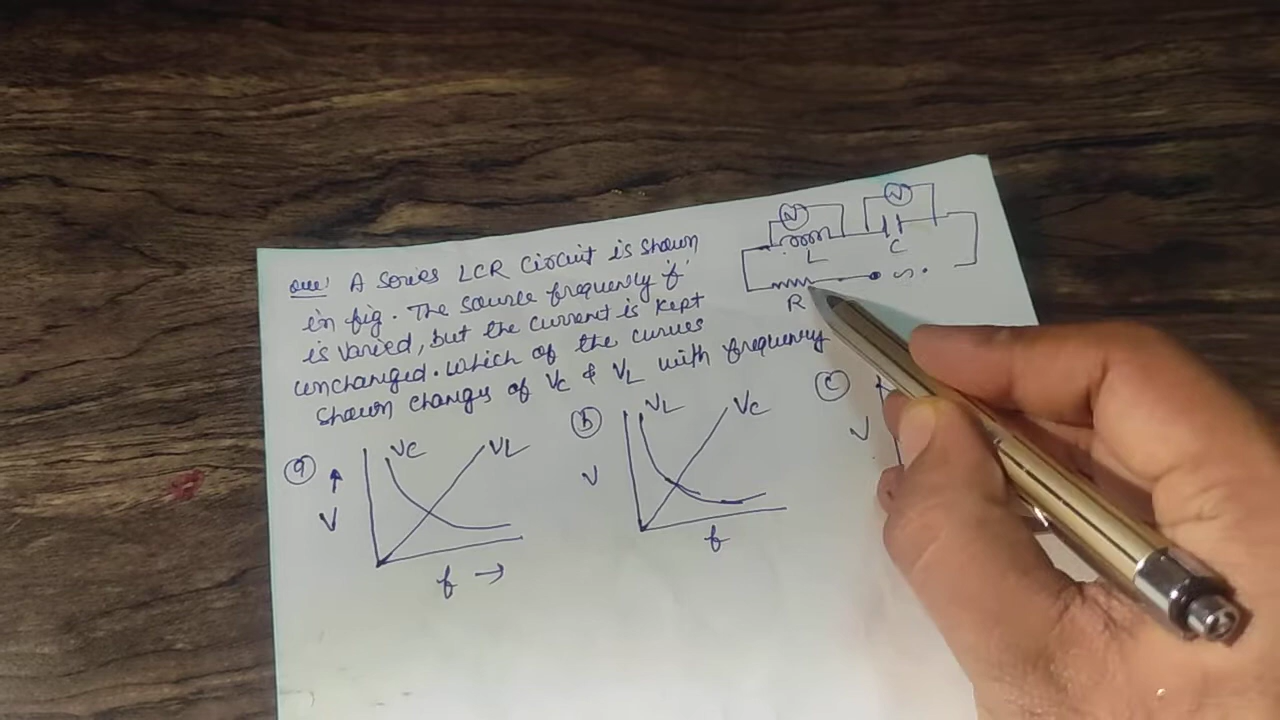 Que: A series LCR circuit is shown
in fig. The source frequency 'f'
is varied, but the current is kept
unchanged. which of the curves
shown changes of Vc & VL with frequency
V
V
L
C
R
~
(a)
V
Vc
VL
f →
(b)
V
VL
Vc
f
(c)
V